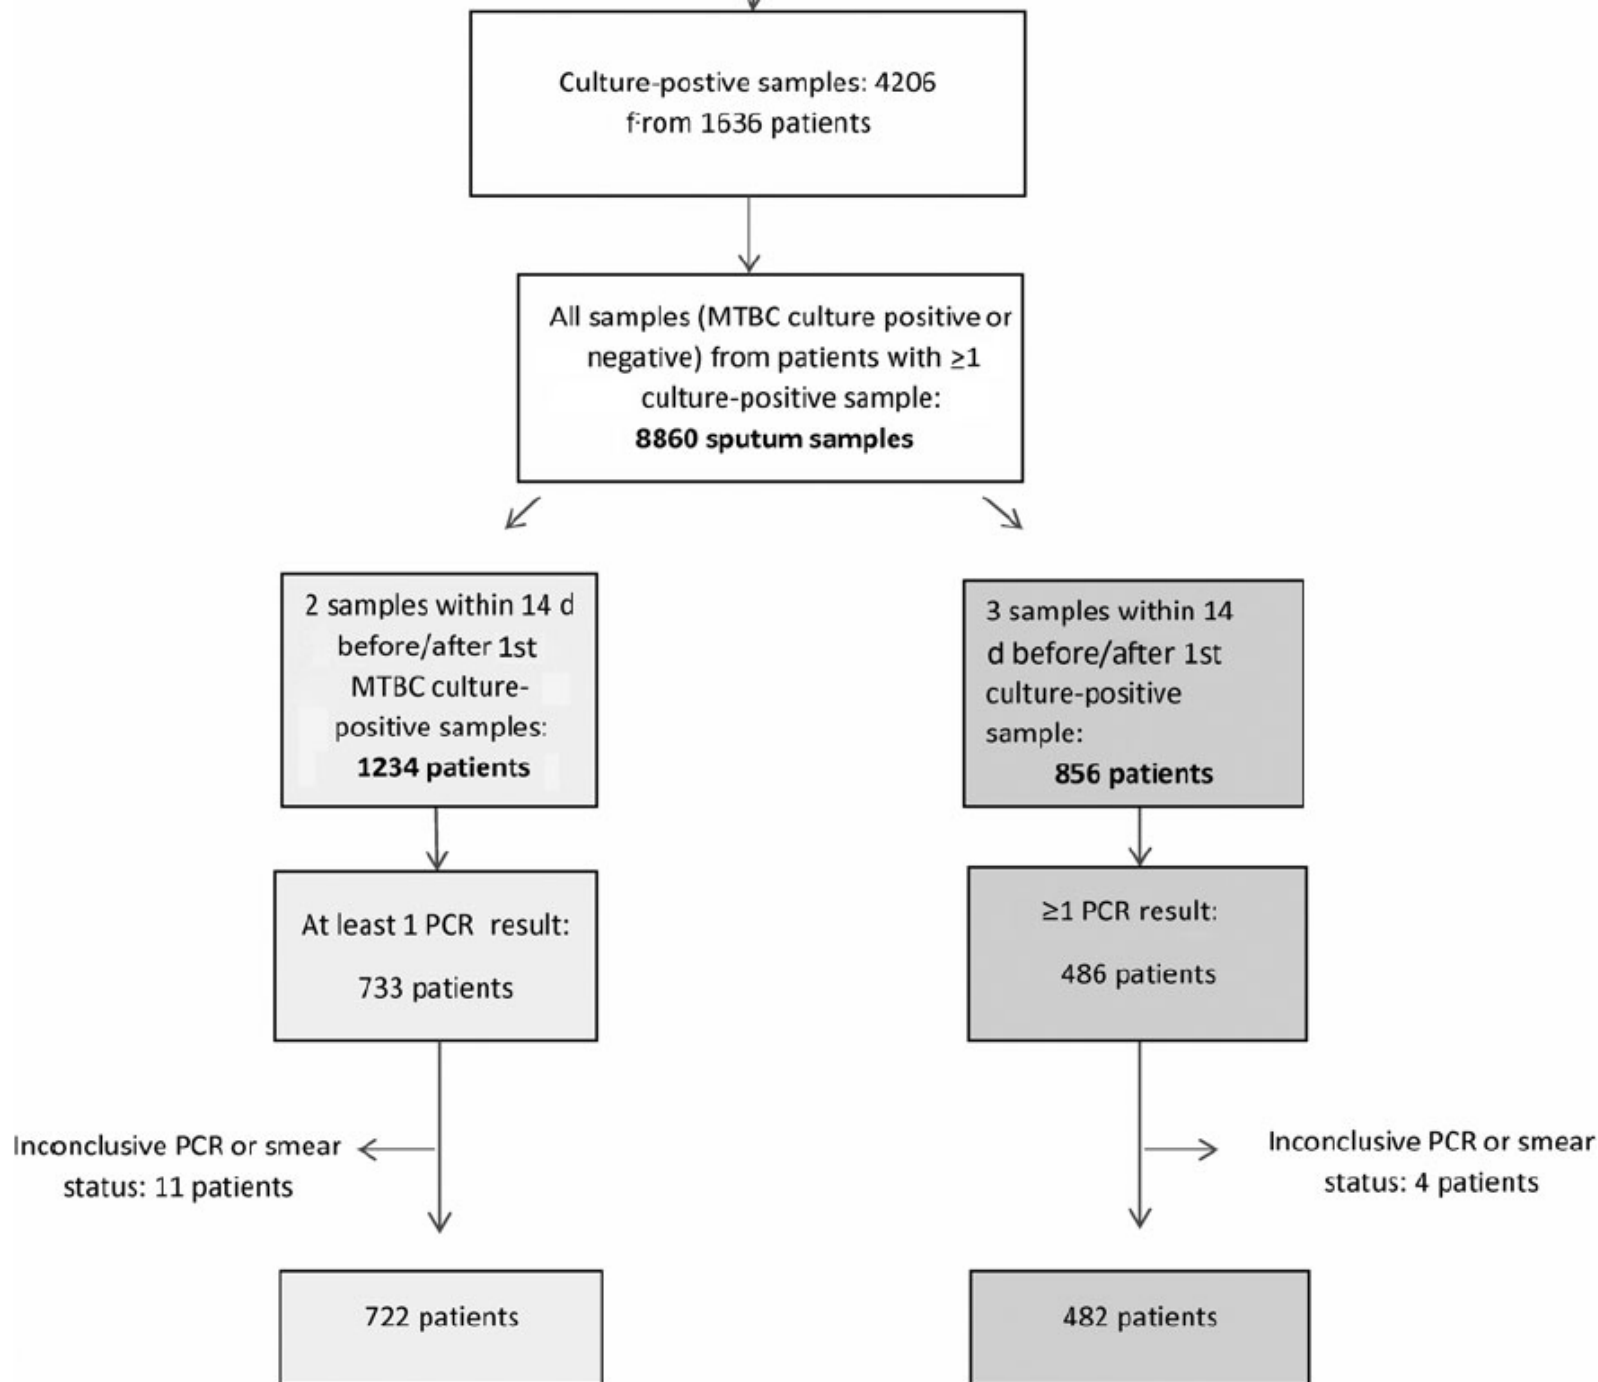 Culture-postive samples: 4206
from 1636 patients
All samples (MTBC culture positive or
negative) from patients with ≥1
culture-positive sample:
8860 sputum samples
2 samples within 14 d
before/after 1st
MTBC culture-
positive samples:
1234 patients
3 samples within 14
d before/after 1st
culture-positive
sample:
856 patients
At least 1 PCR result:
733 patients
≥1 PCR result:
486 patients
Inconclusive PCR or smear
status: 11 patients
Inconclusive PCR or smear
status: 4 patients
722 patients
482 patients